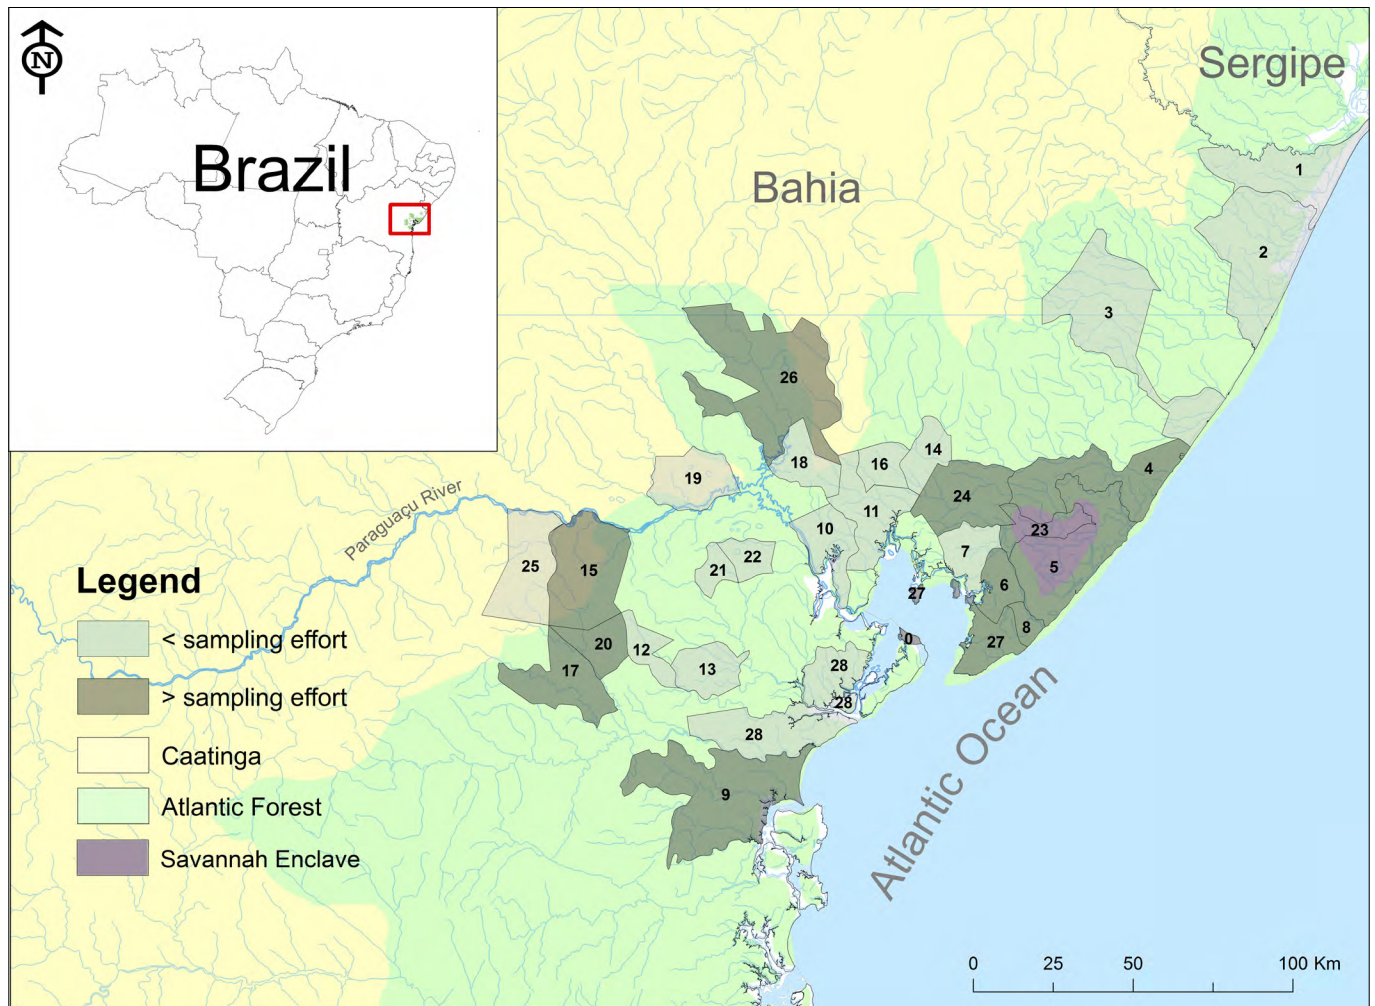 N
Brazil
Sergipe
Bahia
1
2
3
26
14
4
18
16
19
24
Paraguaçu River
11
10
23
7
22
25
15
21
5
Legend
6
27
8
< sampling effort
0
20
27
12
28
13
17
> sampling effort
28
28
Caatinga
9
Atlantic Forest
Atlantic Ocean
Savannah Enclave
0 25 50 100 Km